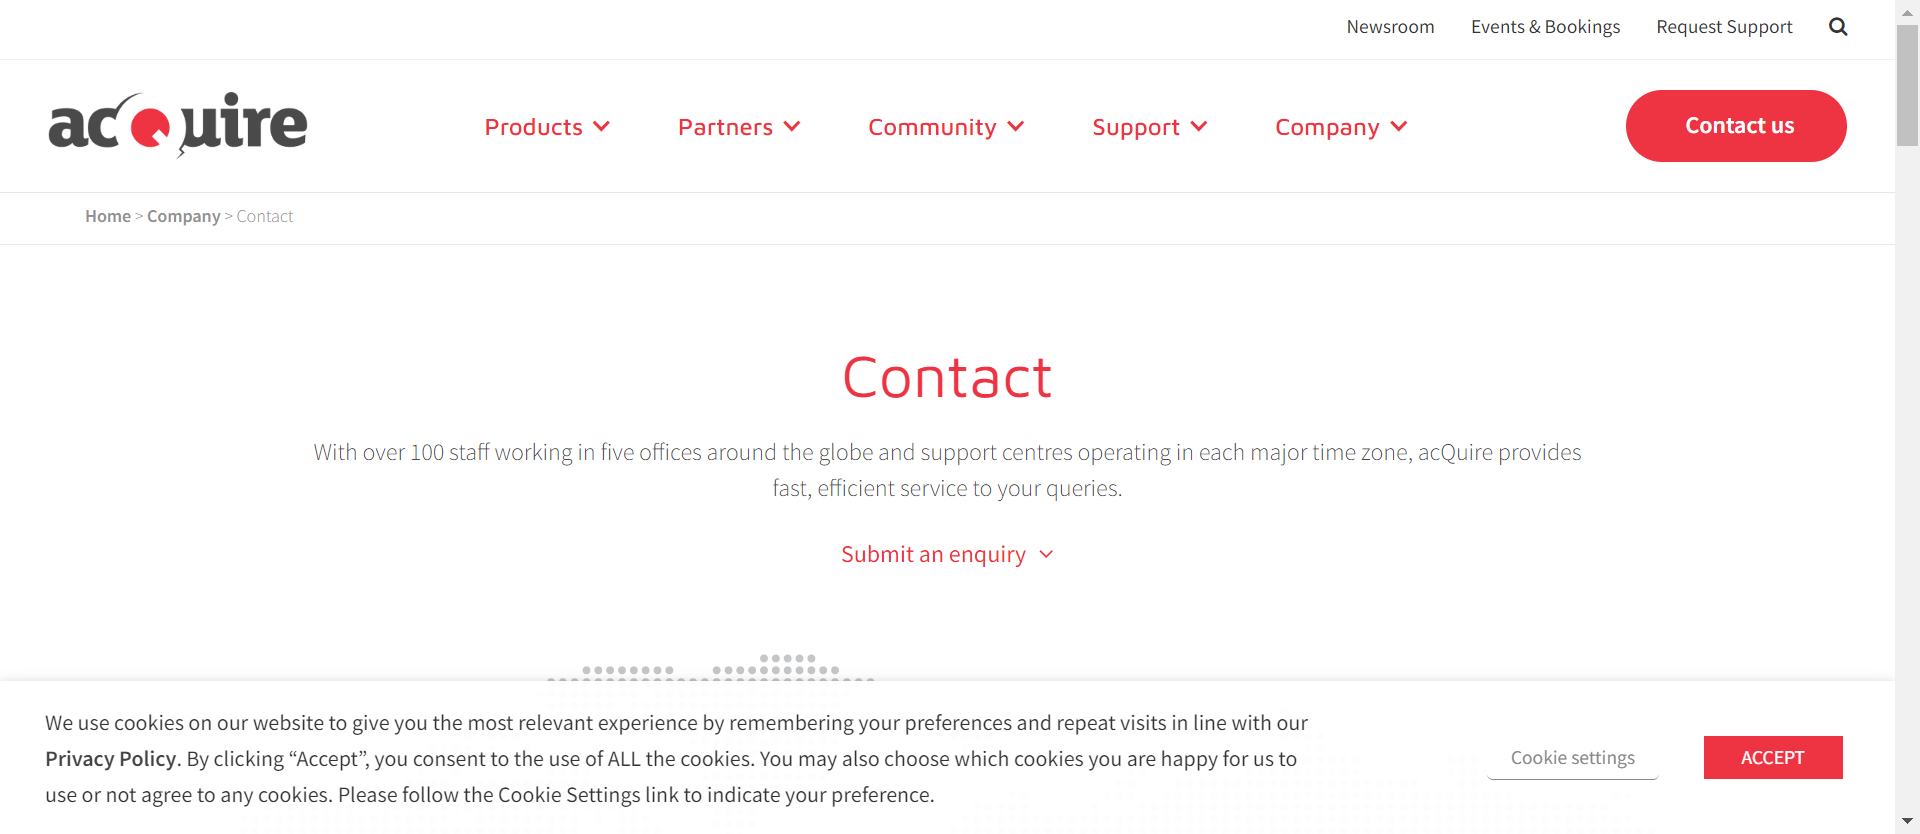 Newsroom Events & Bookings Request Support
acQuire Products Partners Community Support Company Contact us
Home > Company > Contact
Contact
With over 100 staff working in five offices around the globe and support centres operating in each major time zone, acQuire provides
fast, efficient service to your queries.
Submit an enquiry
We use cookies on our website to give you the most relevant experience by remembering your preferences and repeat visits in line with our
Privacy Policy. By clicking “Accept”, you consent to the use of ALL the cookies. You may also choose which cookies you are happy for us to
use or not agree to any cookies. Please follow the Cookie Settings link to indicate your preference.
Cookie settings ACCEPT